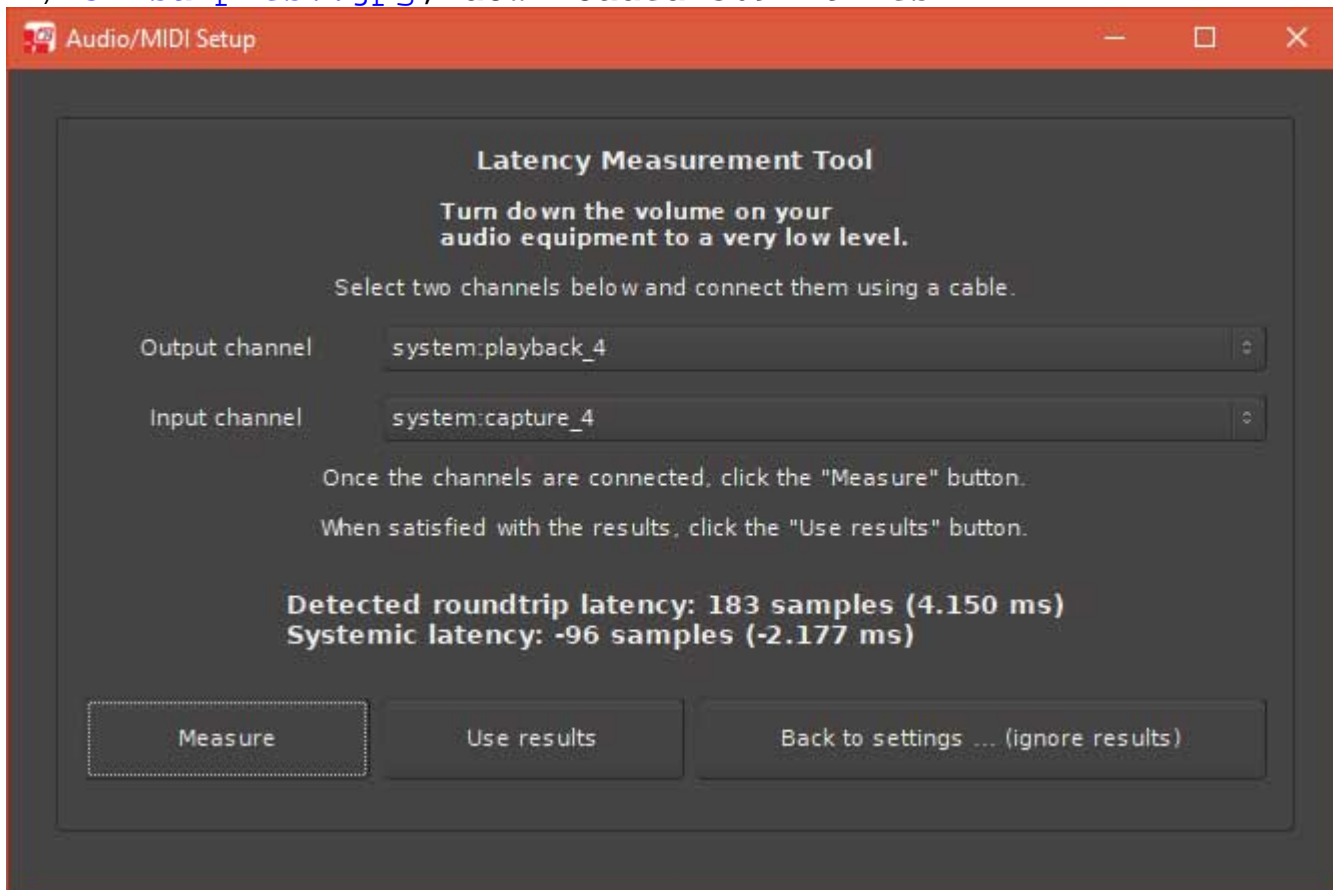 Audio/MIDI Setup
Latency Measurement Tool
Turn down the volume on your
audio equipment to a very low level.
Select two channels below and connect them using a cable.
Output channel system:playback_4
Input channel system:capture_4
Once the channels are connected, click the "Measure" button.
When satisfied with the results, click the "Use results" button.
Detected roundtrip latency: 183 samples (4.150 ms)
Systemic latency: -96 samples (-2.177 ms)
Measure Use results Back to settings ... (ignore results)